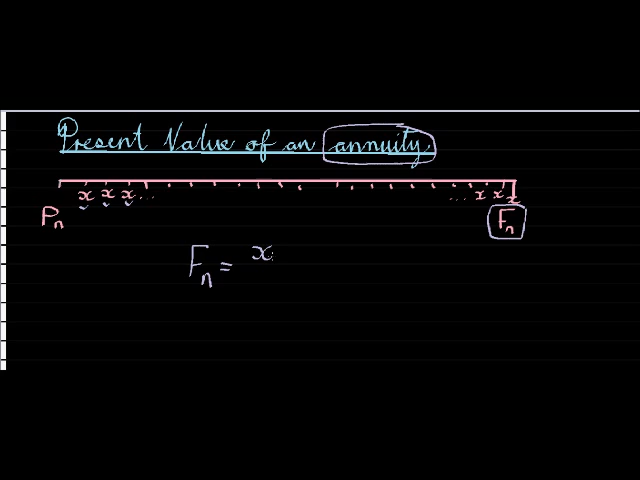 Present Value of an annuity
x x x ... ... x x x
Pn Fn
Fn = x